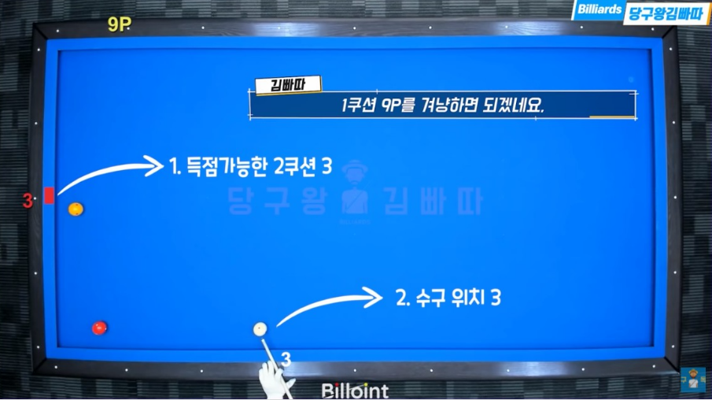 9P
Billiards 당구왕김빠따
김빠따
1쿠션 9P를 겨냥하면 되겠네요.
1. 득점가능한 2쿠션 3
3
당구왕 김빠따
2. 수구 위치 3
3
Billoint